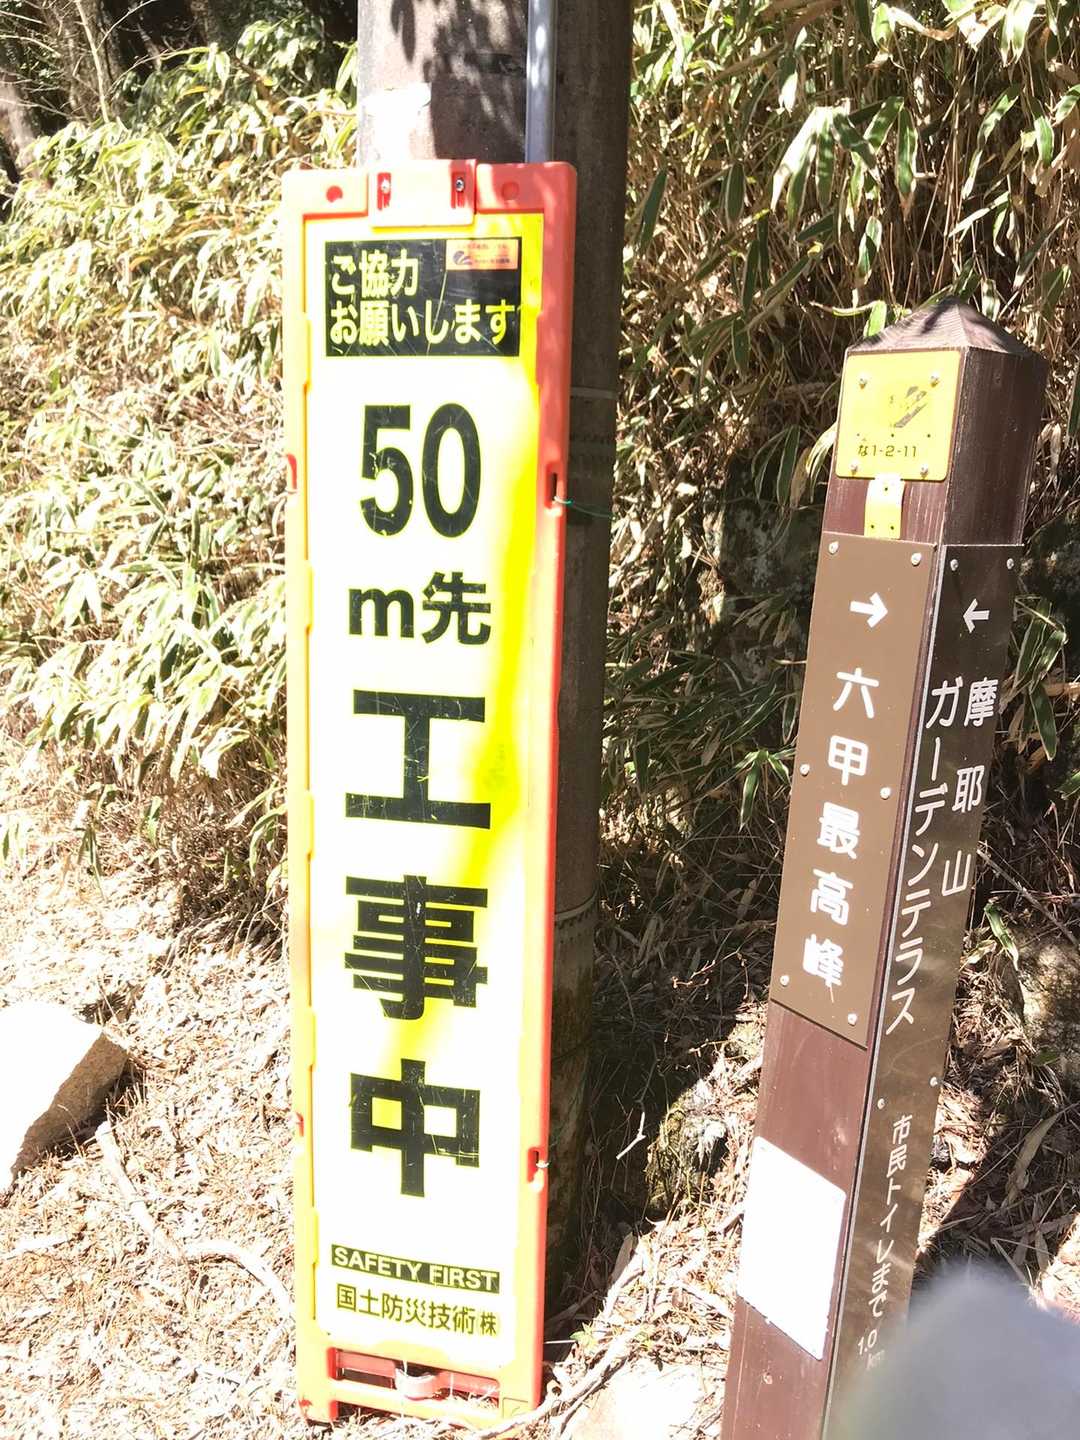 ご協力
お願いします
50
m先
工事中
SAFETY FIRST
国土防災技術㈱
な1-2-11
→ 六甲最高峰
← 摩耶山
ガーデンテラス
市民トイレまで
1.0
km